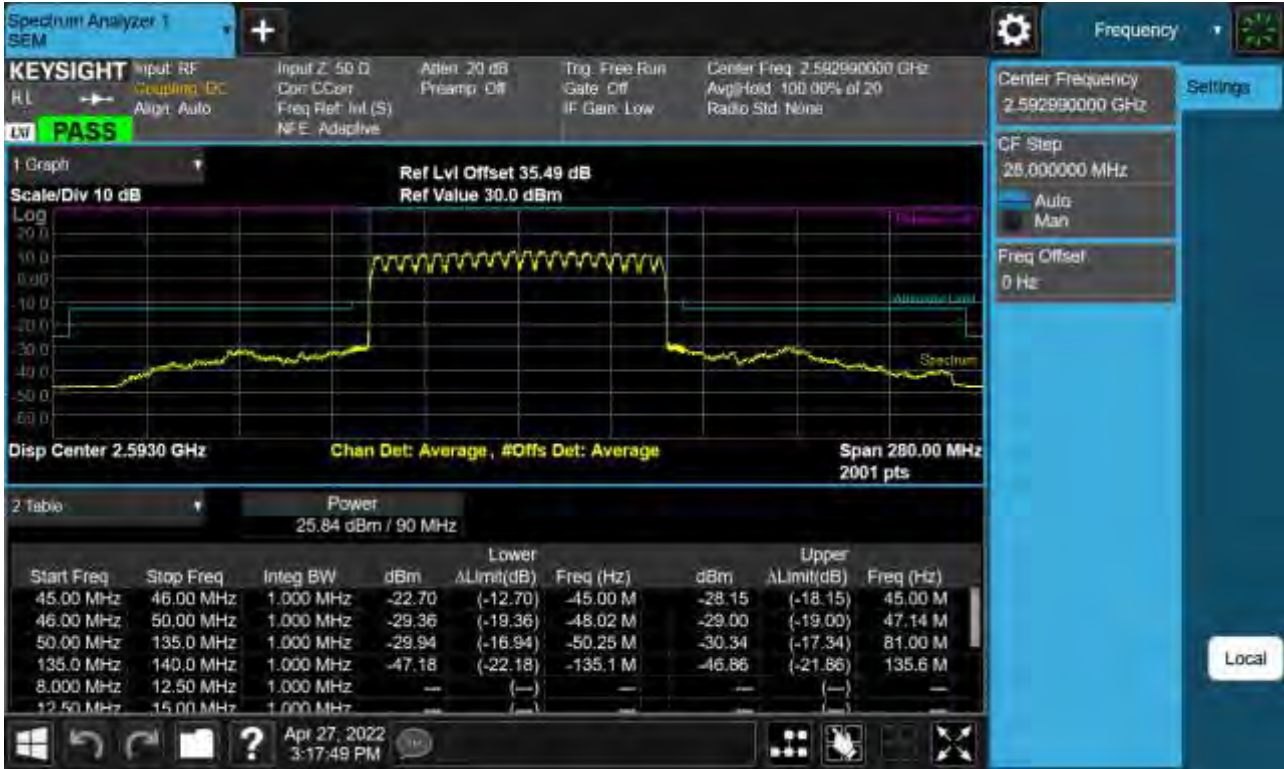 Spectrum Analyzer 1
SEM
+
Frequency
KEYSIGHT
Input: RF
Coupling: DC
Align: Auto
Input Z: 50 Ω
Corr CCorr
Freq Ref: Int (S)
NFE: Adaptive
Atten: 20 dB
Preamp: Off
Trig: Free Run
Gate: Off
IF Gain: Low
Center Freq: 2.592990000 GHz
Avg|Hold: 100.00% of 20
Radio Std: None
RL
LXI
PASS
Center Frequency
2.592990000 GHz
Settings
CF Step
28.000000 MHz
Auto
Man
Freq Offset
0 Hz
1 Graph
Scale/Div 10 dB
Ref Lvl Offset 35.49 dB
Ref Value 30.0 dBm
Log
20.0
10.0
0.00
-10.0
-20.0
-30.0
-40.0
-50.0
-60.0
Absolute Limit
Spectrum
Disp Center 2.5930 GHz
Chan Det: Average, #Offs Det: Average
Span 280.00 MHz
2001 pts
2 Table
Power
25.84 dBm / 90 MHz
Lower Upper
Start Freq Stop Freq Integ BW dBm ΔLimit(dB) Freq (Hz) dBm ΔLimit(dB) Freq (Hz)
45.00 MHz 46.00 MHz 1.000 MHz -22.70 (-12.70) -45.00 M -28.15 (-18.15) 45.00 M
46.00 MHz 50.00 MHz 1.000 MHz -29.36 (-19.36) -48.02 M -29.00 (-19.00) 47.14 M
50.00 MHz 135.0 MHz 1.000 MHz -29.94 (-16.94) -50.25 M -30.34 (-17.34) 81.00 M
135.0 MHz 140.0 MHz 1.000 MHz -47.18 (-22.18) -135.1 M -46.86 (-21.86) 135.6 M
8.000 MHz 12.50 MHz 1.000 MHz --- (---) --- --- (---) ---
12.50 MHz 15.00 MHz 1.000 MHz --- (---) --- --- (---) ---
Local
?
Apr 27, 2022
3:17:49 PM